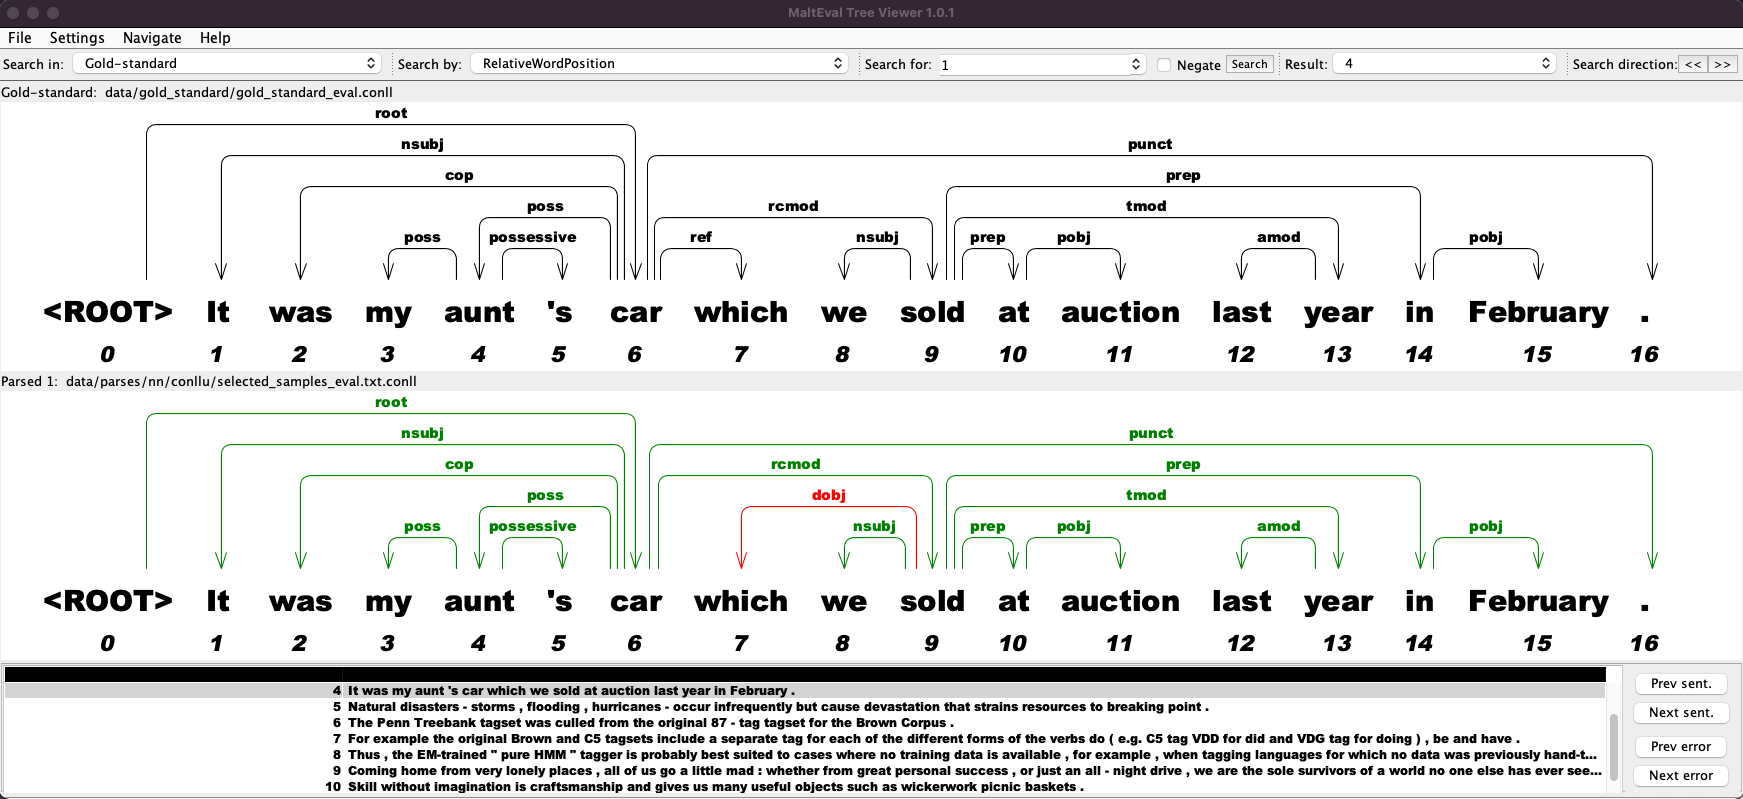 MaltEval Tree Viewer 1.0.1
File Settings Navigate Help
Search in: Gold-standard Search by: RelativeWordPosition Search for: 1 Negate Search Result: 4 Search direction: << >>
Gold-standard: data/gold_standard/gold_standard_eval.conll
root
nsubj punct
cop prep
poss rcmod tmod
poss possessive ref nsubj prep pobj amod pobj
<ROOT> It was my aunt 's car which we sold at auction last year in February .
0 1 2 3 4 5 6 7 8 9 10 11 12 13 14 15 16
Parsed 1: data/parses/nn/conllu/selected_samples_eval.txt.conll
root
nsubj punct
cop rcmod prep
poss dobj tmod
poss possessive nsubj prep pobj amod pobj
<ROOT> It was my aunt 's car which we sold at auction last year in February .
0 1 2 3 4 5 6 7 8 9 10 11 12 13 14 15 16
4 It was my aunt 's car which we sold at auction last year in February .
5 Natural disasters - storms , flooding , hurricanes - occur infrequently but cause devastation that strains resources to breaking point .
6 The Penn Treebank tagset was culled from the original 87 - tag tagset for the Brown Corpus .
7 For example the original Brown and C5 tagsets include a separate tag for each of the different forms of the verbs do ( e.g. C5 tag VDD for did and VDG tag for doing ) , be and have .
8 Thus , the EM-trained " pure HMM " tagger is probably best suited to cases where no training data is available , for example , when tagging languages for which no data was previously hand-t...
9 Coming home from very lonely places , all of us go a little mad : whether from great personal success , or just an all - night drive , we are the sole survivors of a world no one else has ever see...
10 Skill without imagination is craftsmanship and gives us many useful objects such as wickerwork picnic baskets .
Prev sent.
Next sent.
Prev error
Next error